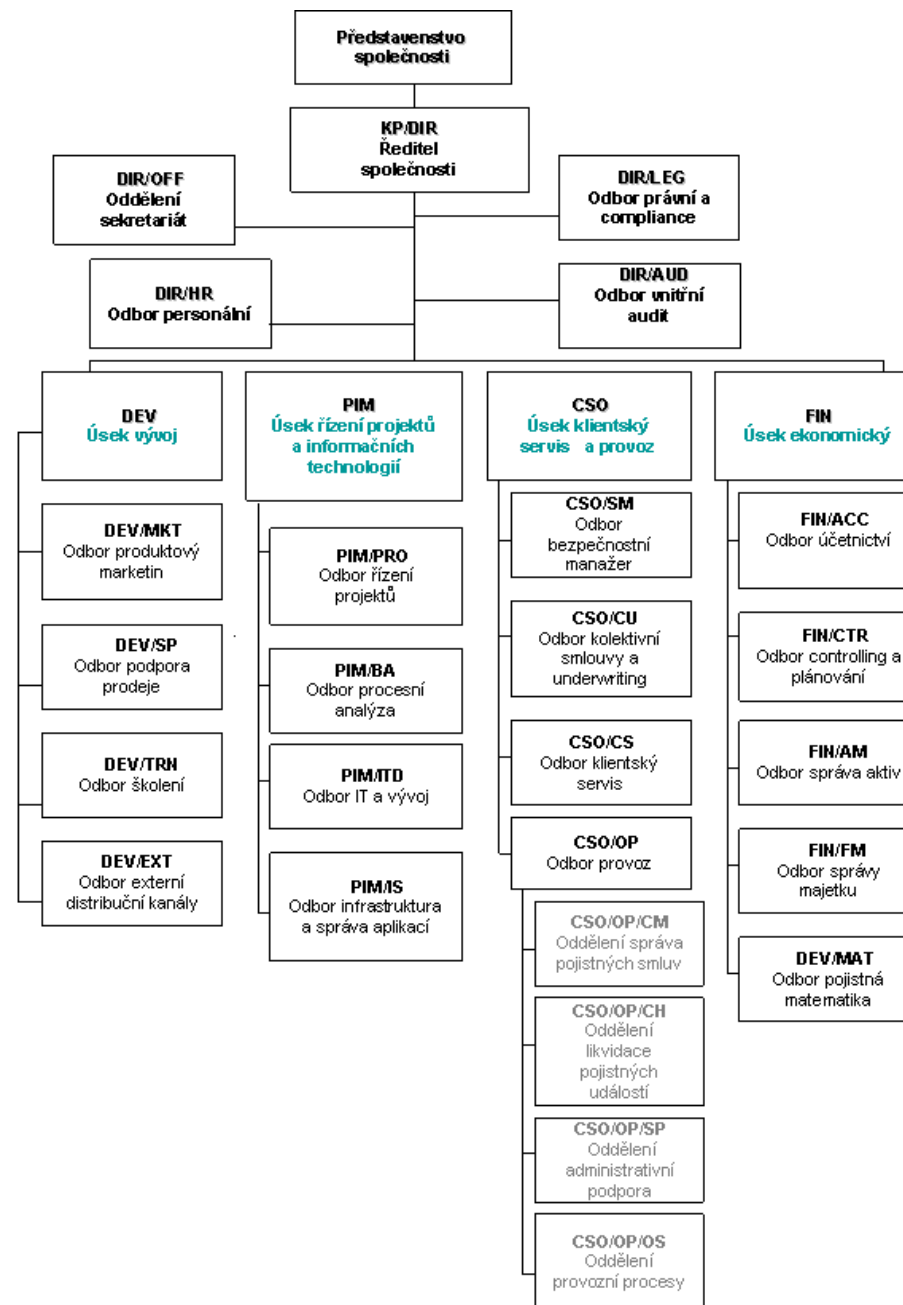 Představenstvo
společnosti
KP/DIR
Ředitel
společnosti
DIR/OFF
Oddělení
sekretariát
DIR/LEG
Odbor právní a
compliance
DIR/HR
Odbor personální
DIR/AUD
Odbor vnitřní
audit
DEV
Úsek vývoj
DEV/MKT
Odbor produktový
marketin
DEV/SP
Odbor podpora
prodeje
DEV/TRN
Odbor školení
DEV/EXT
Odbor externí
distribuční kanály
PIM
Úsek řízení projektů
a informačních
technologií
PIM/PRO
Odbor řízení
projektů
PIM/BA
Odbor procesní
analýza
PIM/ITD
Odbor IT a vývoj
PIM/IS
Odbor infrastruktura
a správa aplikací
CSO
Úsek klientský
servis a provoz
CSO/SM
Odbor
bezpečnostní
manažer
CSO/CU
Odbor kolektivní
smlouvy a
underwriting
CSO/CS
Odbor klientský
servis
CSO/OP
Odbor provoz
CSO/OP/CM
Oddělení správa
pojistných smluv
CSO/OP/CH
Oddělení
likvidace
pojistných
událostí
CSO/OP/SP
Oddělení
administrativní
podpora
CSO/OP/OS
Oddělení
provozní procesy
FIN
Úsek ekonomický
FIN/ACC
Odbor účetnictví
FIN/CTR
Odbor controlling a
plánování
FIN/AM
Odbor správa aktiv
FIN/FM
Odbor správy
majetku
DEV/MAT
Odbor pojistná
matematika